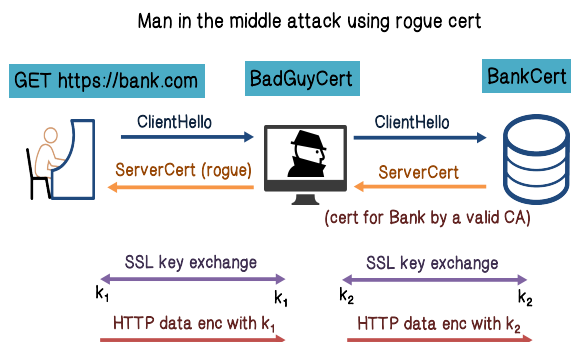 Man in the middle attack using rogue cert
GET https://bank.com
BadGuyCert
BankCert
ClientHello
ClientHello
ServerCert (rogue)
ServerCert
(cert for Bank by a valid CA)
SSL key exchange
SSL key exchange
k₁
k₁
k₂
k₂
HTTP data enc with k₁
HTTP data enc with k₂